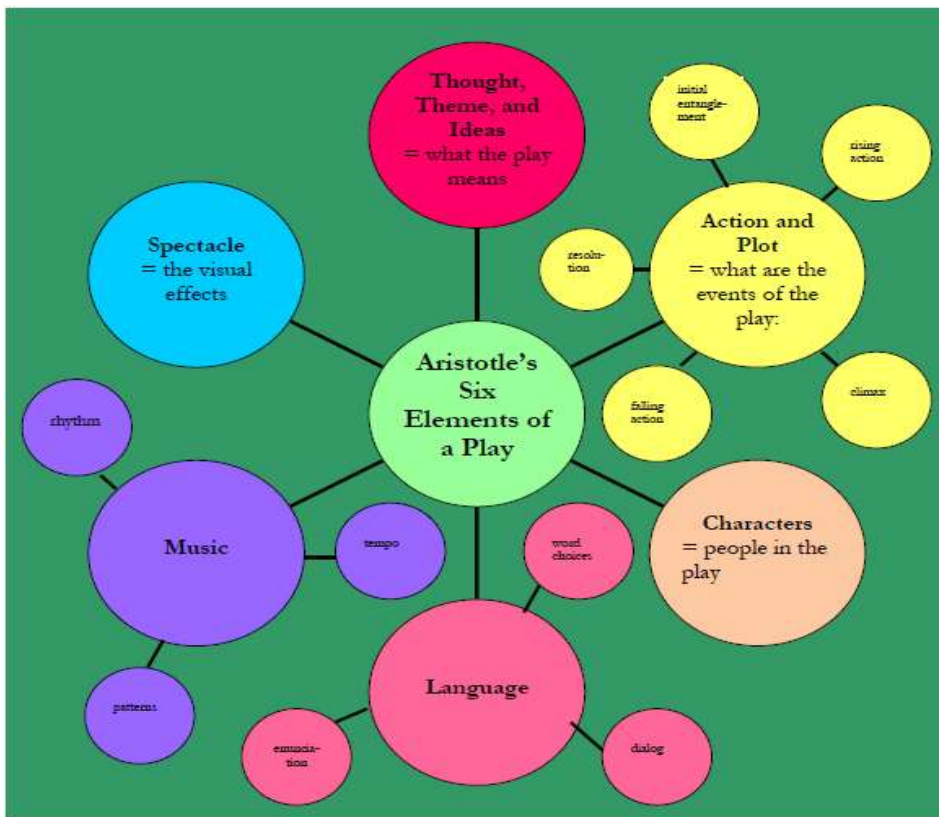 Thought,
Theme, and
Ideas
= what the play
means
initial
entangle-
ment
rising
action
Action and
Plot
= what are the
events of the
play:
resolu-
tion
climax
falling
action
Spectacle
= the visual
effects
Aristotle's
Six
Elements of
a Play
Characters
= people in the
play
rhythm
Music
tempo
patterns
word
choices
Language
enuncia-
tion
dialog